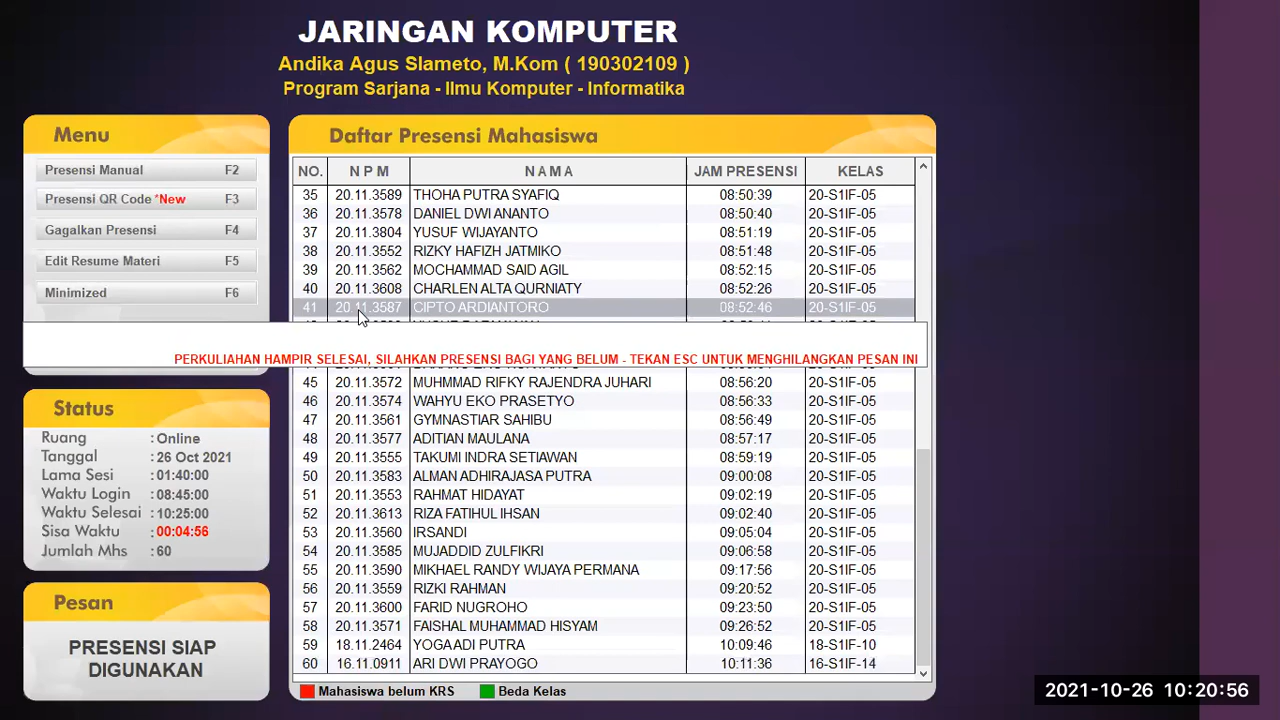 JARINGAN KOMPUTER
Andika Agus Slameto, M.Kom ( 190302109 )
Program Sarjana - Ilmu Komputer - Informatika
Menu
Presensi Manual F2
Presensi QR Code *New F3
Gagalkan Presensi F4
Edit Resume Materi F5
Minimized F6
Daftar Presensi Mahasiswa
NO. N P M N A M A JAM PRESENSI KELAS
35 20.11.3589 THOHA PUTRA SYAFIQ 08:50:39 20-S1IF-05
36 20.11.3578 DANIEL DWI ANANTO 08:50:40 20-S1IF-05
37 20.11.3804 YUSUF WIJAYANTO 08:51:19 20-S1IF-05
38 20.11.3552 RIZKY HAFIZH JATMIKO 08:51:48 20-S1IF-05
39 20.11.3562 MOCHAMMAD SAID AGIL 08:52:15 20-S1IF-05
40 20.11.3608 CHARLEN ALTA QURNIATY 08:52:26 20-S1IF-05
41 20.11.3587 CIPTO ARDIANTORO 08:52:46 20-S1IF-05
PERKULIAHAN HAMPIR SELESAI, SILAHKAN PRESENSI BAGI YANG BELUM - TEKAN ESC UNTUK MENGHILANGKAN PESAN INI
45 20.11.3572 MUHMMAD RIFKY RAJENDRA JUHARI 08:56:20 20-S1IF-05
46 20.11.3574 WAHYU EKO PRASETYO 08:56:33 20-S1IF-05
47 20.11.3561 GYMNASTIAR SAHIBU 08:56:49 20-S1IF-05
48 20.11.3577 ADITIAN MAULANA 08:57:17 20-S1IF-05
49 20.11.3555 TAKUMI INDRA SETIAWAN 08:59:19 20-S1IF-05
50 20.11.3583 ALMAN ADHIRAJASA PUTRA 09:00:08 20-S1IF-05
51 20.11.3553 RAHMAT HIDAYAT 09:02:19 20-S1IF-05
52 20.11.3613 RIZA FATIHUL IHSAN 09:02:40 20-S1IF-05
53 20.11.3560 IRSANDI 09:05:04 20-S1IF-05
54 20.11.3585 MUJADDID ZULFIKRI 09:06:58 20-S1IF-05
55 20.11.3590 MIKHAEL RANDY WIJAYA PERMANA 09:17:56 20-S1IF-05
56 20.11.3559 RIZKI RAHMAN 09:20:52 20-S1IF-05
57 20.11.3600 FARID NUGROHO 09:23:50 20-S1IF-05
58 20.11.3571 FAISHAL MUHAMMAD HISYAM 09:26:52 20-S1IF-05
59 18.11.2464 YOGA ADI PUTRA 10:09:46 18-S1IF-10
60 16.11.0911 ARI DWI PRAYOGO 10:11:36 16-S1IF-14
Mahasiswa belum KRS Beda Kelas
Status
Ruang : Online
Tanggal : 26 Oct 2021
Lama Sesi : 01:40:00
Waktu Login : 08:45:00
Waktu Selesai : 10:25:00
Sisa Waktu : 00:04:56
Jumlah Mhs : 60
Pesan
PRESENSI SIAP
DIGUNAKAN
2021-10-26 10:20:56